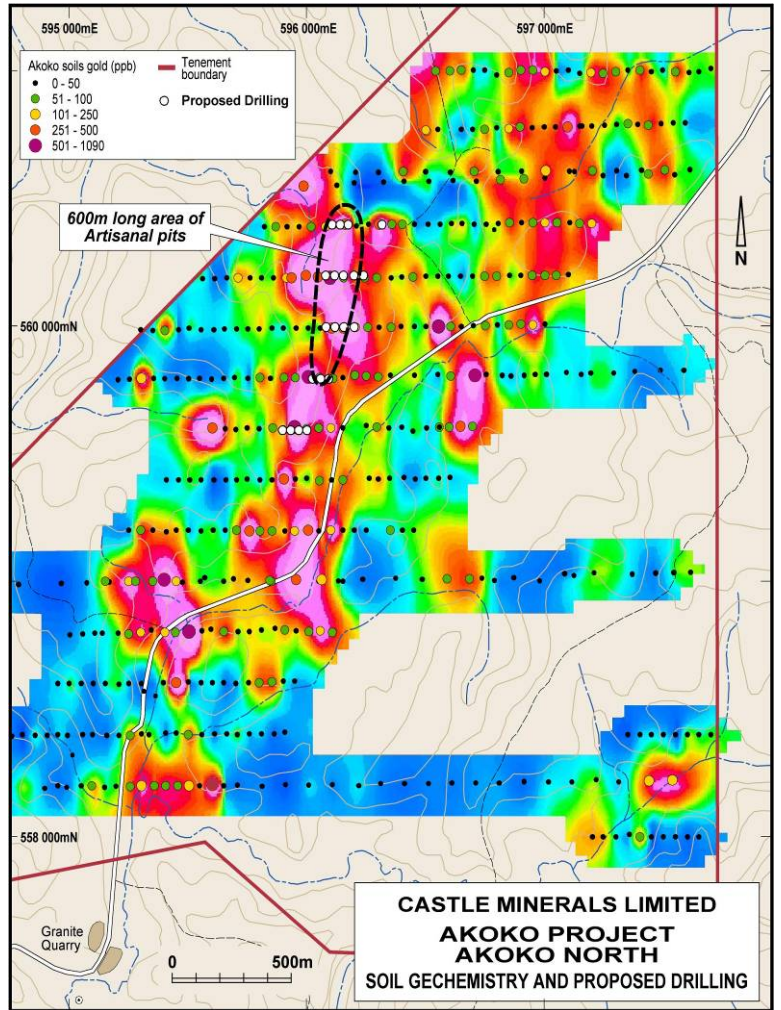 595 000mE
596 000mE
597 000mE
Akoko soils gold (ppb)
0 - 50
51 - 100
101 - 250
251 - 500
501 - 1090
Tenement
boundary
Proposed Drilling
600m long area of
Artisanal pits
N
560 000mN
558 000mN
Granite
Quarry
0
500m
CASTLE MINERALS LIMITED
AKOKO PROJECT
AKOKO NORTH
SOIL GECHEMISTRY AND PROPOSED DRILLING